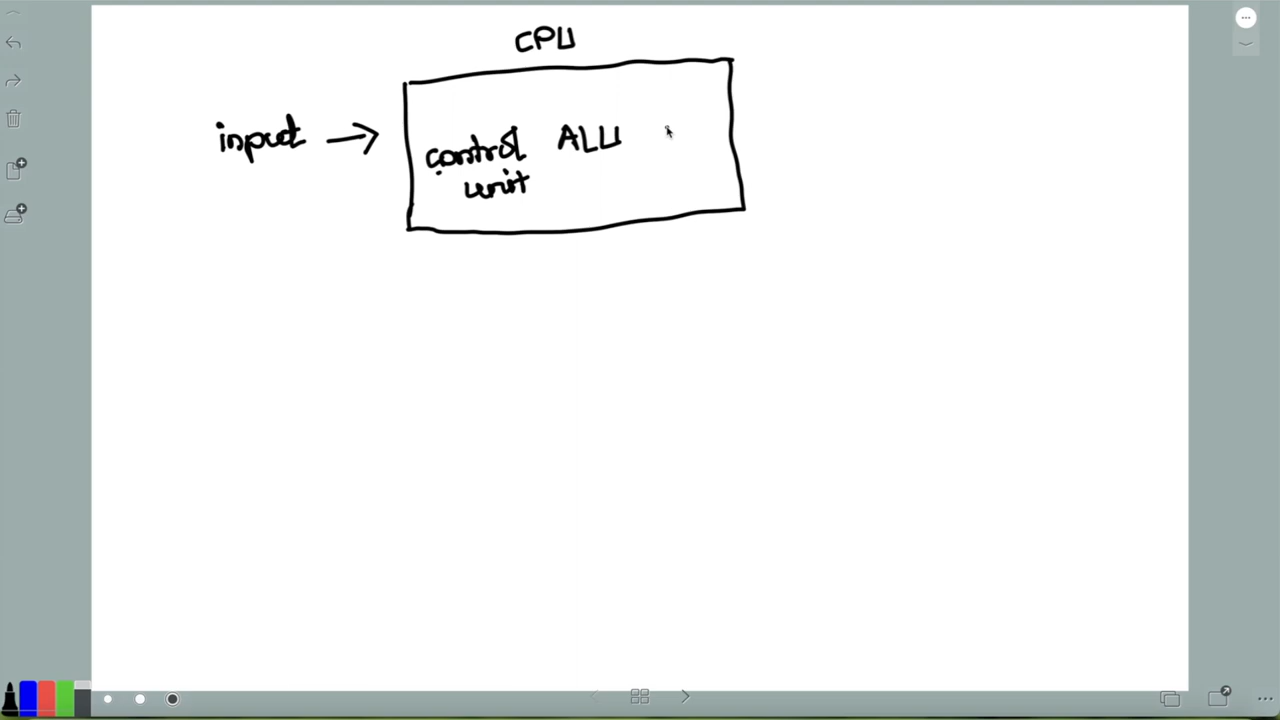 CPU
input →
control ALU
unit